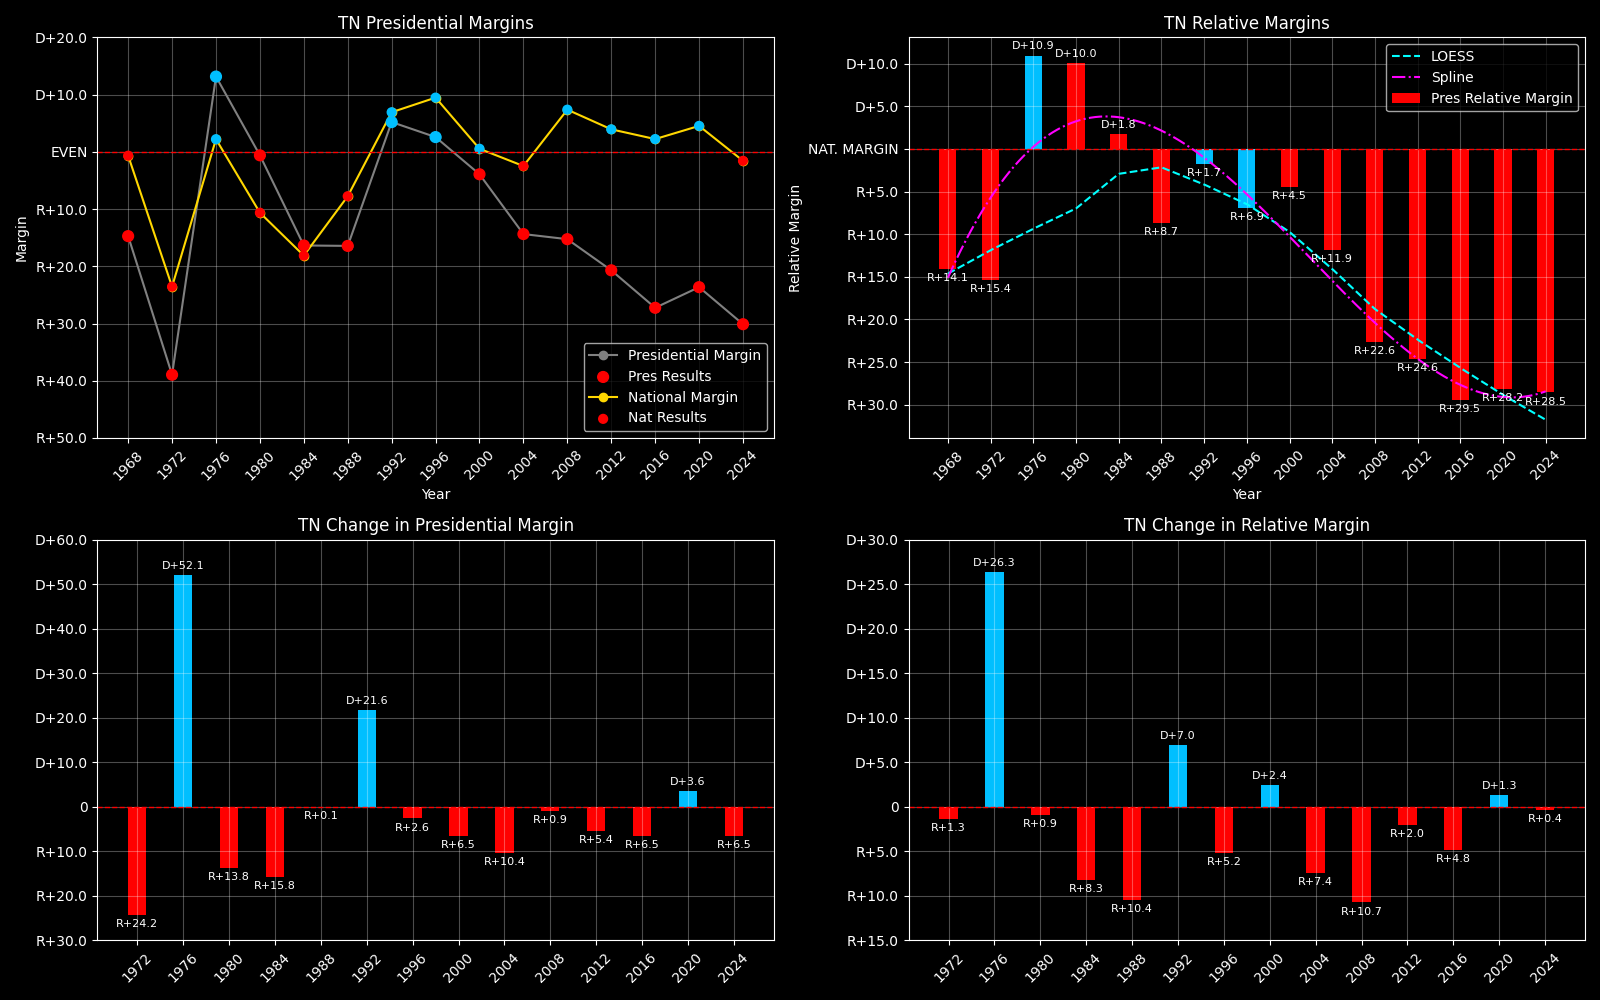 TN Presidential Margins
D+20.0
D+10.0
EVEN
R+10.0
R+20.0
R+30.0
R+40.0
R+50.0
Margin
1968 1972 1976 1980 1984 1988 1992 1996 2000 2004 2008 2012 2016 2020 2024
Year
Presidential Margin
Pres Results
National Margin
Nat Results
TN Relative Margins
D+10.0
D+5.0
NAT. MARGIN
R+5.0
R+10.0
R+15.0
R+20.0
R+25.0
R+30.0
Relative Margin
R+14.1 R+15.4 D+10.9 D+10.0 D+1.8 R+8.7 R+1.7 R+6.9 R+4.5 R+11.9 R+22.6 R+24.6 R+29.5 R+28.2 R+28.5
1968 1972 1976 1980 1984 1988 1992 1996 2000 2004 2008 2012 2016 2020 2024
Year
LOESS
Spline
Pres Relative Margin
TN Change in Presidential Margin
D+60.0
D+50.0
D+40.0
D+30.0
D+20.0
D+10.0
0
R+10.0
R+20.0
R+30.0
R+24.2 D+52.1 R+13.8 R+15.8 R+0.1 D+21.6 R+2.6 R+6.5 R+10.4 R+0.9 R+5.4 R+6.5 D+3.6 R+6.5
1972 1976 1980 1984 1988 1992 1996 2000 2004 2008 2012 2016 2020 2024
TN Change in Relative Margin
D+30.0
D+25.0
D+20.0
D+15.0
D+10.0
D+5.0
0
R+5.0
R+10.0
R+15.0
R+1.3 D+26.3 R+0.9 R+8.3 R+10.4 D+7.0 R+5.2 D+2.4 R+7.4 R+10.7 R+2.0 R+4.8 D+1.3 R+0.4
1972 1976 1980 1984 1988 1992 1996 2000 2004 2008 2012 2016 2020 2024